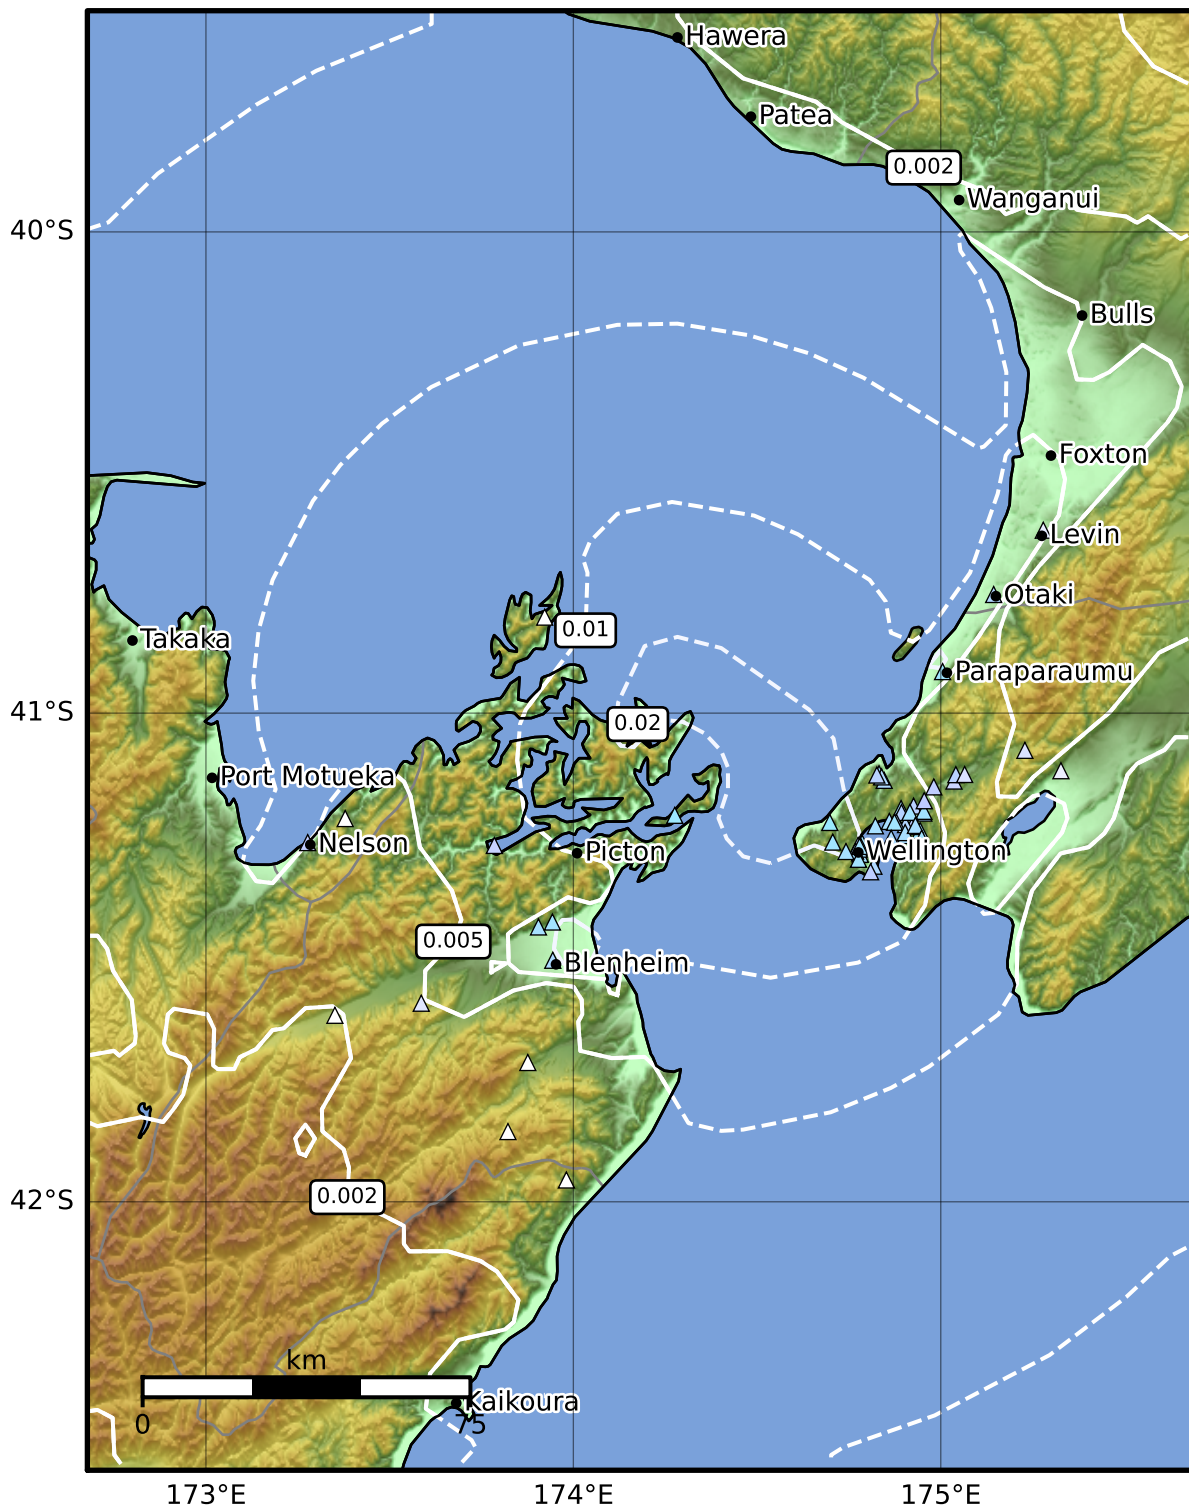 Hawera
Patea
0.002
Wanganui
40°S
Bulls
Foxton
Levin
Otaki
0.01
Takaka
Paraparaumu
41°S
0.02
Port Motueka
Nelson
Picton
Wellington
0.005
Blenheim
42°S
0.002
km
Kaikoura
0
75
173°E
174°E
175°E